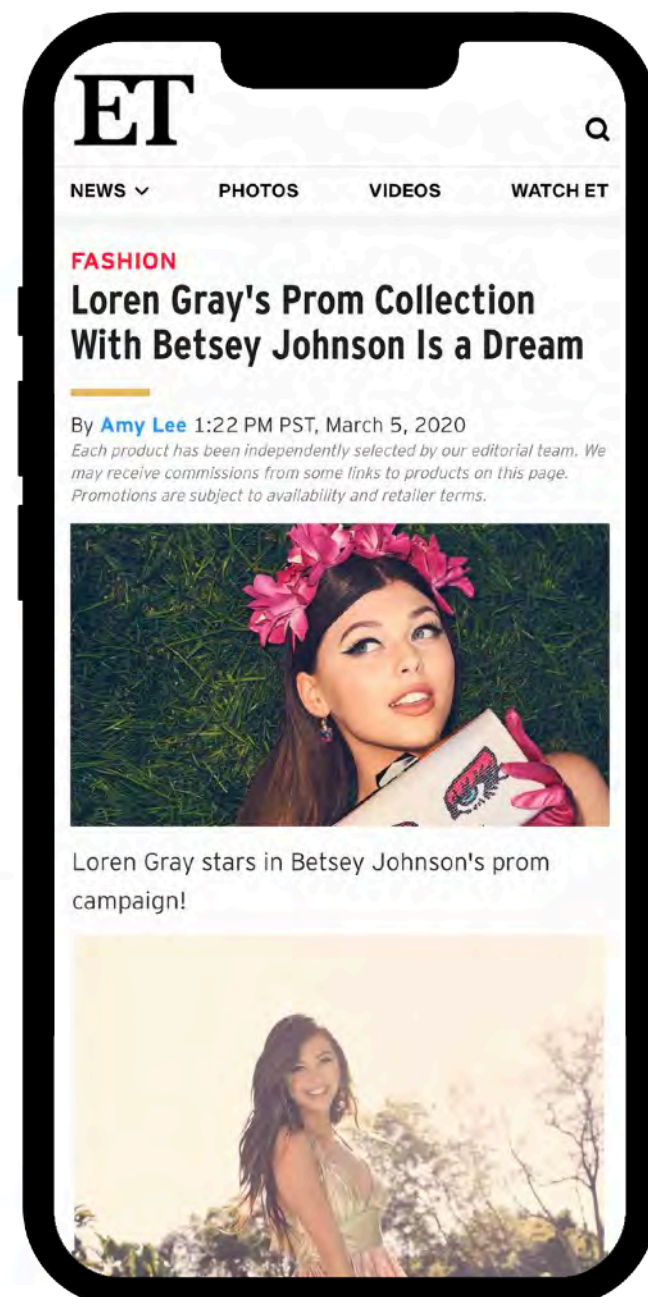 ET
NEWS PHOTOS VIDEOS WATCH ET
FASHION
Loren Gray's Prom Collection
With Betsey Johnson Is a Dream
By Amy Lee 1:22 PM PST, March 5, 2020
Each product has been independently selected by our editorial team. We
may receive commissions from some links to products on this page.
Promotions are subject to availability and retailer terms.
Loren Gray stars in Betsey Johnson's prom
campaign!